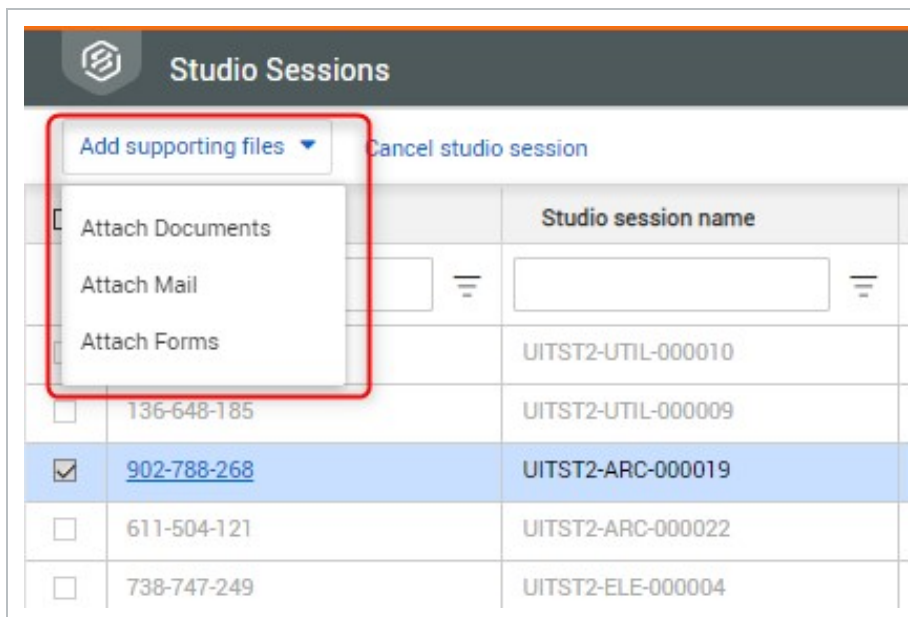 Studio Sessions
Add supporting files Cancel studio session
Studio session name
Attach Documents
Attach Mail
Attach Forms
UITST2-UTIL-000010
136-648-185 UITST2-UTIL-000009
902-788-268 UITST2-ARC-000019
611-504-121 UITST2-ARC-000022
738-747-249 UITST2-ELE-000004